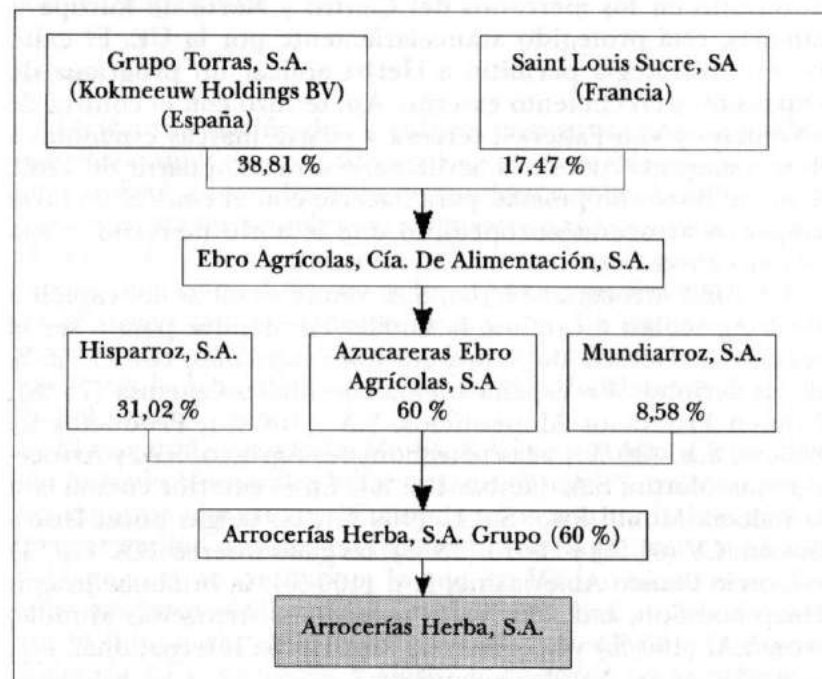 Grupo Torras, S.A.
(Kokmeeuw Holdings BV)
(España)
38,81 %
Saint Louis Sucre, SA
(Francia)
17,47 %
Ebro Agrícolas, Cía. De Alimentación, S.A.
Hisparroz, S.A.
31,02 %
Azucareras Ebro
Agrícolas, S.A
60 %
Mundiarroz, S.A.
8,58 %
Arrocerías Herba, S.A. Grupo (60 %)
Arrocerías Herba, S.A.